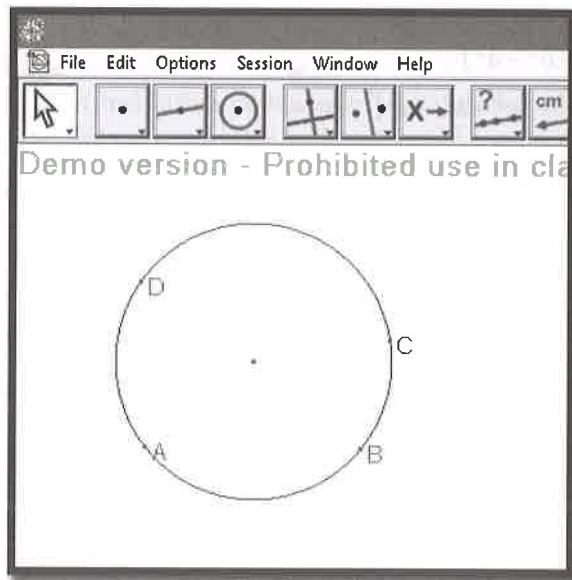 File Edit Options Session Window Help
X
?
cm
Demo version - Prohibited use in cla
D
C
A
B